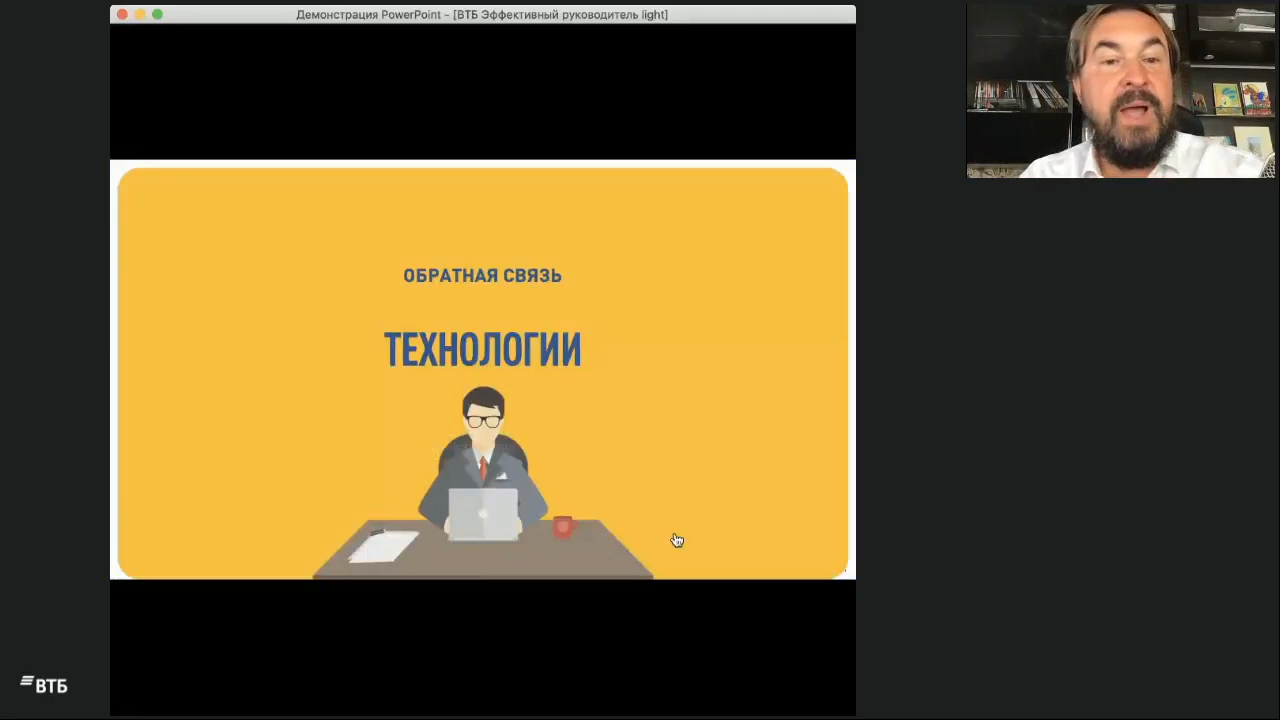 Демонстрация PowerPoint - [ВТБ Эффективный руководитель light]
ОБРАТНАЯ СВЯЗЬ
ТЕХНОЛОГИИ
ВТБ